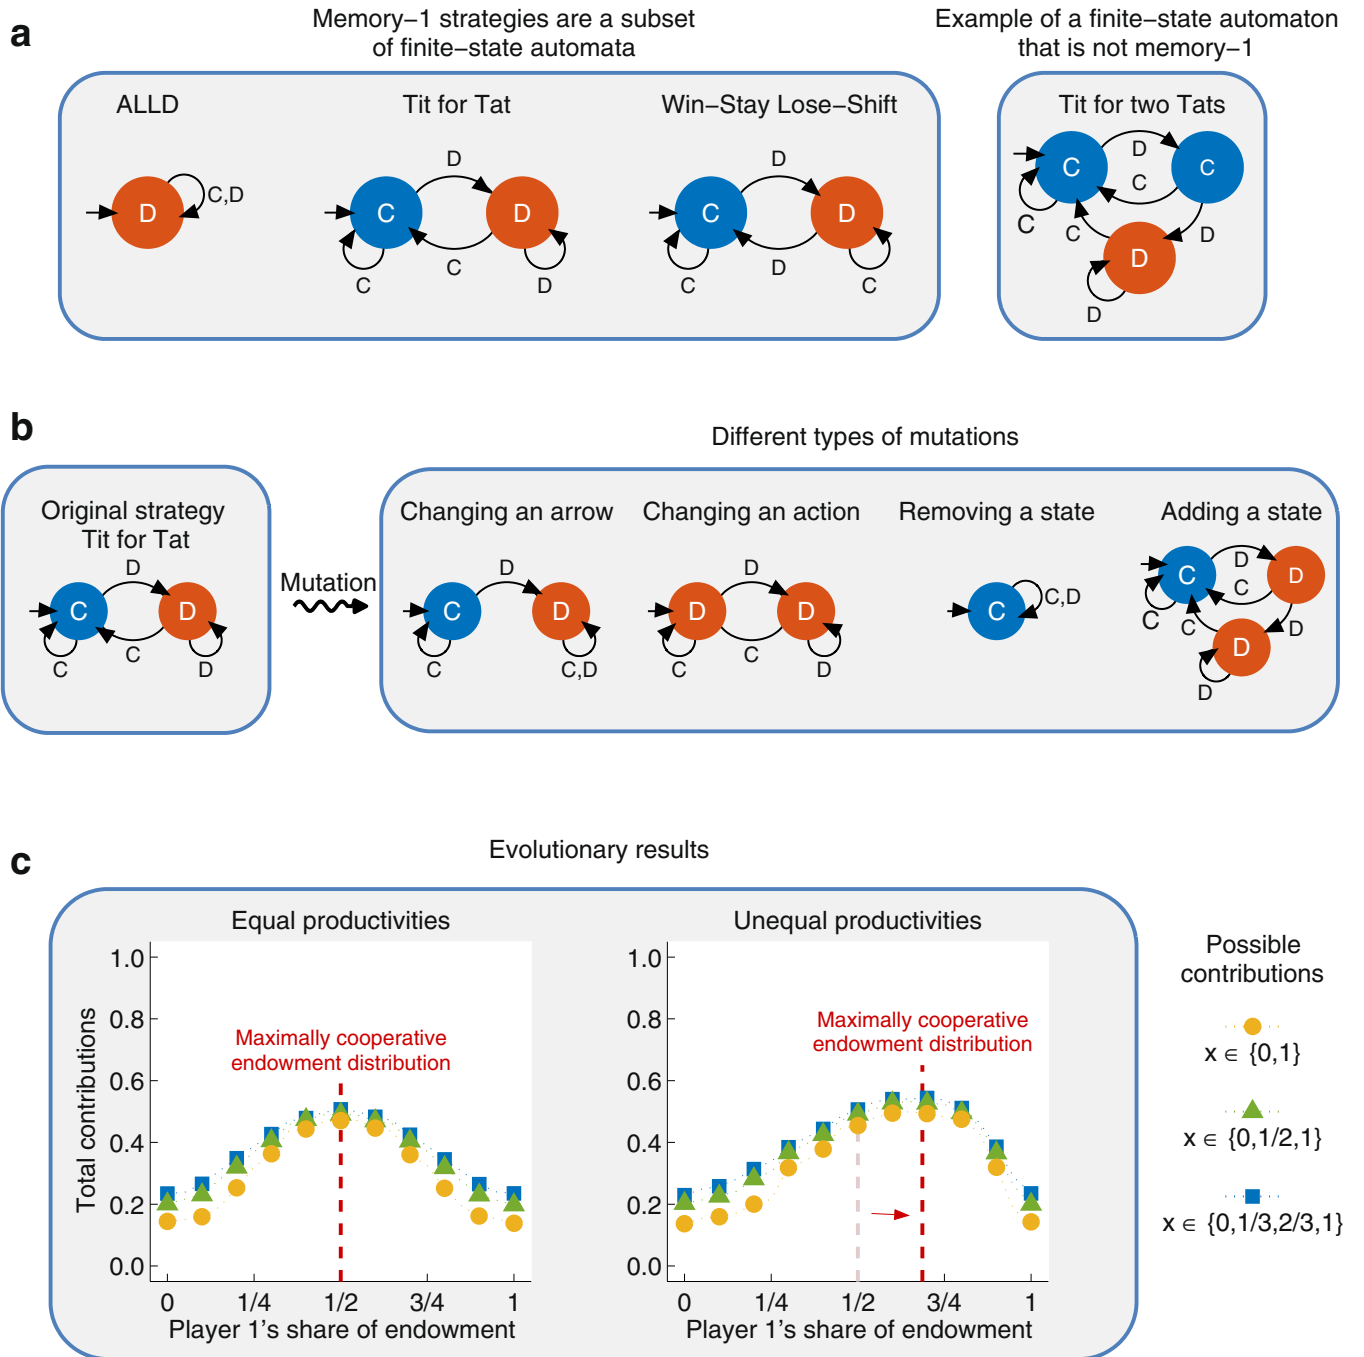 a
Memory−1 strategies are a subset
of finite−state automata
Example of a finite−state automaton
that is not memory−1
ALLD
Tit for Tat
Win−Stay Lose−Shift
Tit for two Tats
D
C,D
C
D
D
C
C
D
C
D
D
D
C
C
C
C
D
C
C
C
D
D
D
b
Different types of mutations
Original strategy
Tit for Tat
C
D
D
C
C
D
Mutation
Changing an arrow
Changing an action
Removing a state
Adding a state
C
D
D
C
C,D
D
D
D
C
C
D
C
C,D
C
D
D
C
C
C
D
D
D
c
Evolutionary results
Equal productivities
Total contributions
1.0
0.8
0.6
0.4
0.2
0.0
Maximally cooperative
endowment distribution
0 1/4 1/2 3/4 1
Player 1's share of endowment
Unequal productivities
1.0
0.8
0.6
0.4
0.2
0.0
Maximally cooperative
endowment distribution
0 1/4 1/2 3/4 1
Player 1's share of endowment
Possible
contributions
x ∈ {0,1}
x ∈ {0,1/2,1}
x ∈ {0,1/3,2/3,1}